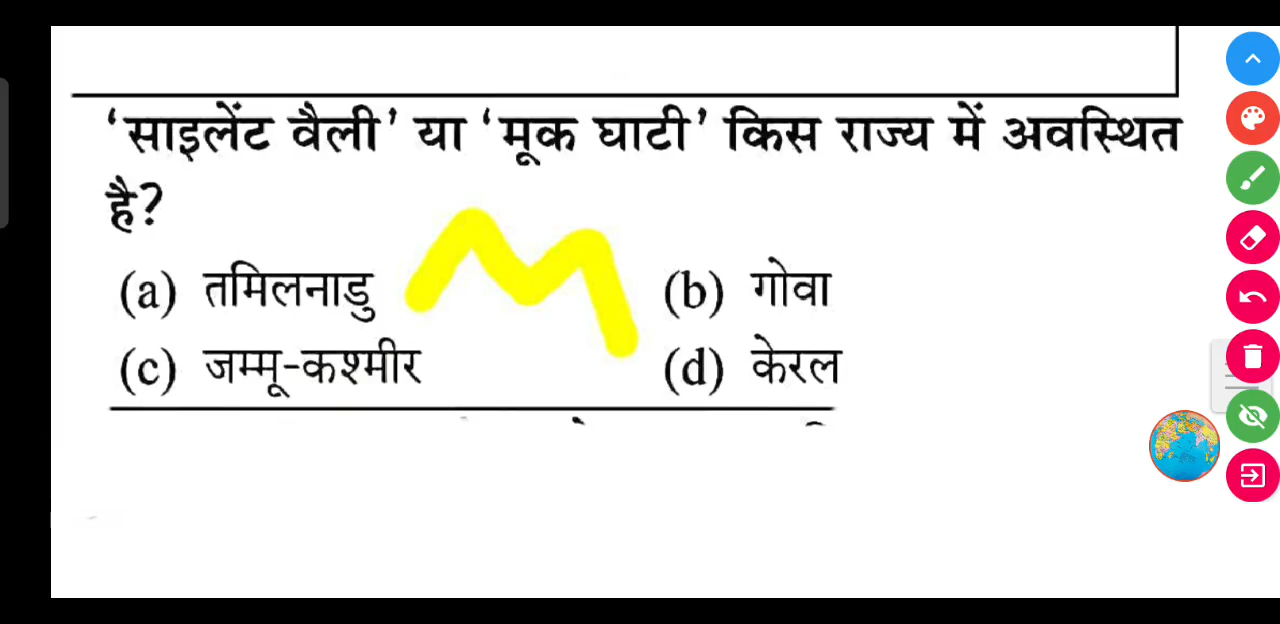 ‘साइलेंट वैली’ या ‘मूक घाटी’ किस राज्य में अवस्थित
है?
(a) तमिलनाडु (b) गोवा
(c) जम्मू-कश्मीर (d) केरल